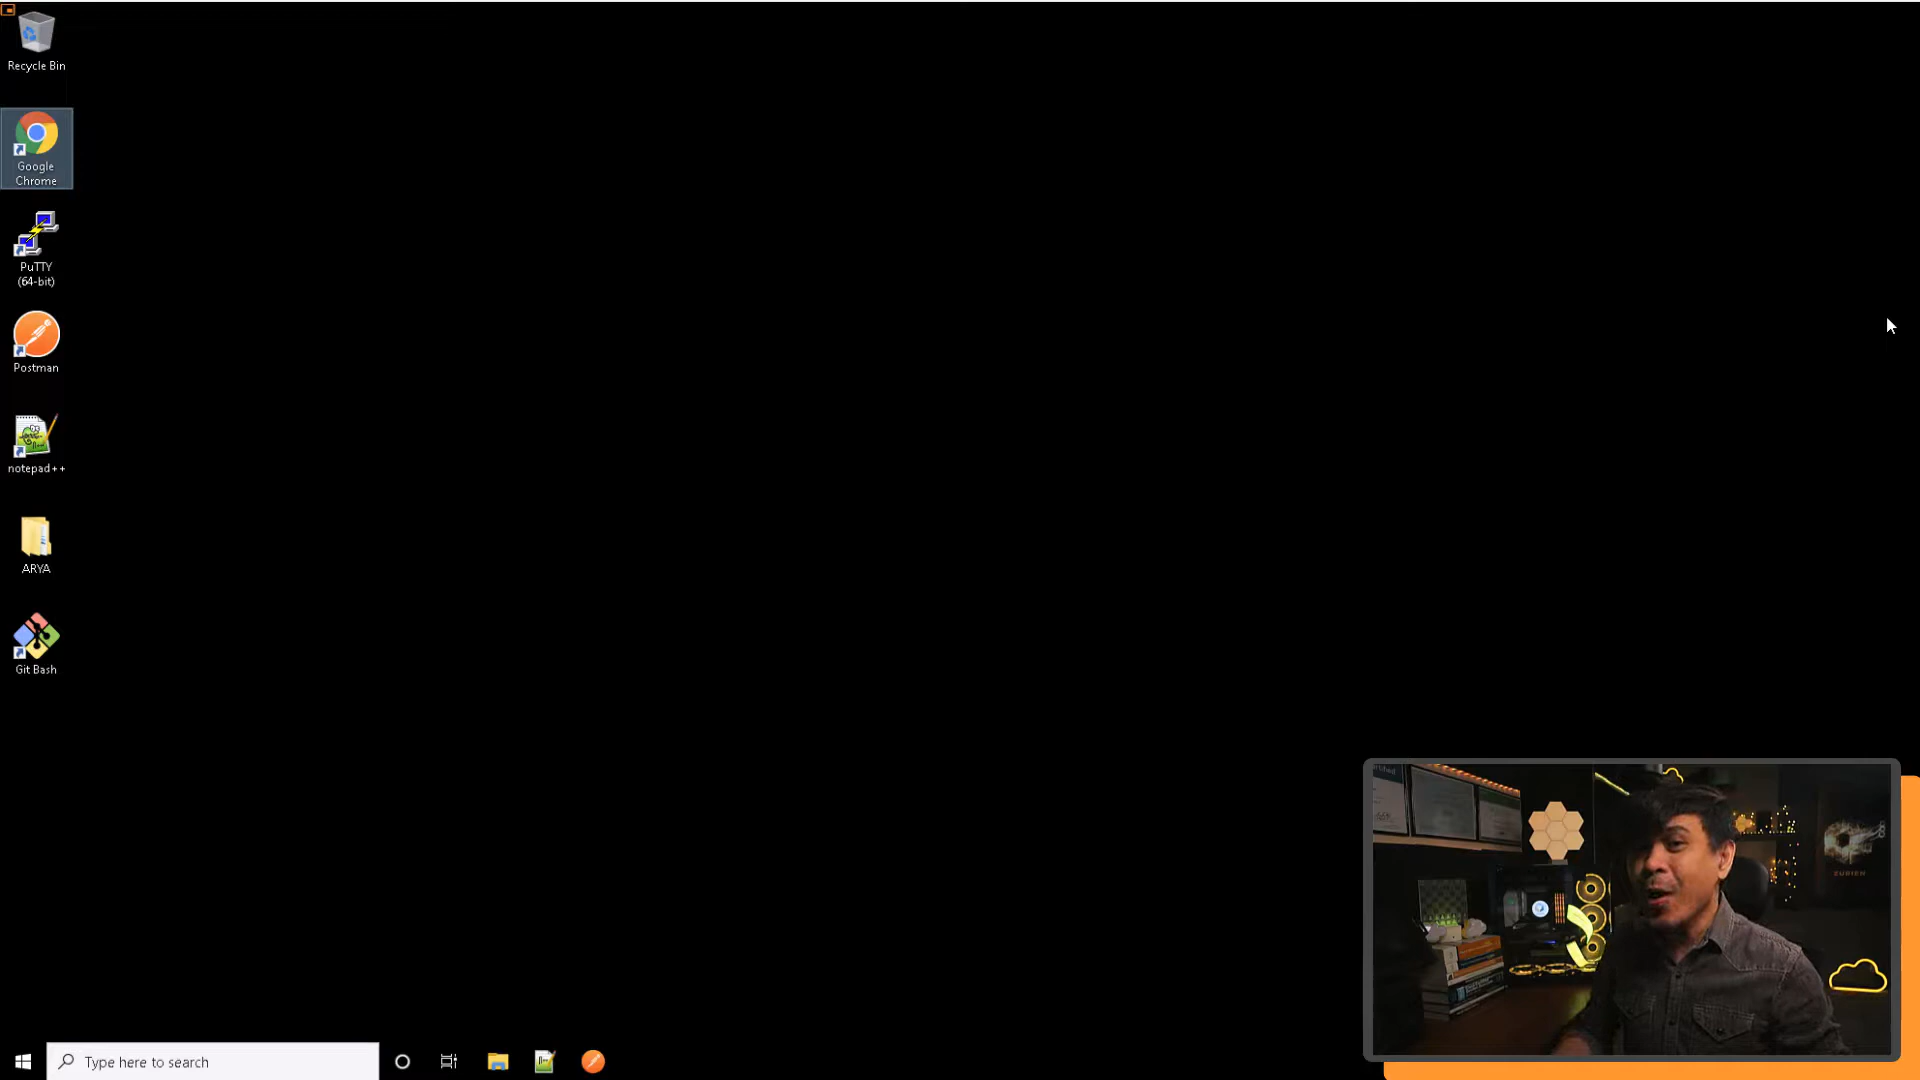 Recycle Bin
Google
Chrome
PuTTY
(64-bit)
Postman
notepad++
ARYA
Git Bash
Type here to search